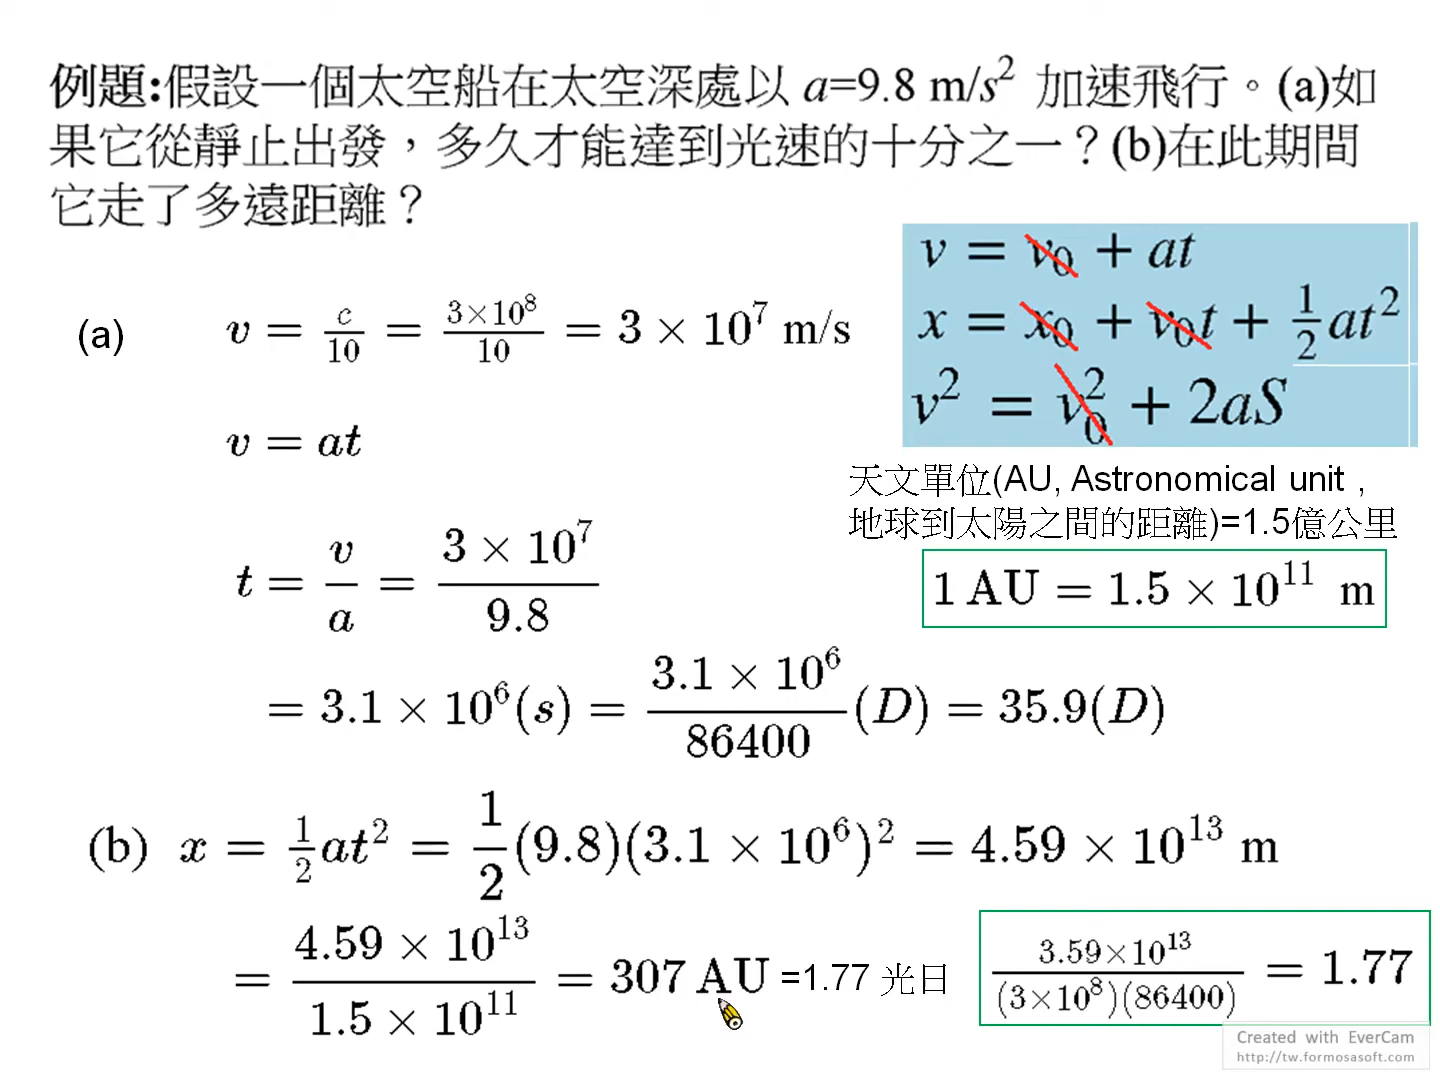 例題:假設一個太空船在太空深處以 a=9.8 m/s² 加速飛行。(a)如
果它從靜止出發，多久才能達到光速的十分之一？(b)在此期間
它走了多遠距離？
v = v₀ + at
x = x₀ + v₀t + ½at²
v² = v₀² + 2aS
(a) v = c/10 = 3×10⁸/10 = 3 × 10⁷ m/s
v = at
天文單位(AU, Astronomical unit ,
地球到太陽之間的距離)=1.5億公里
1 AU = 1.5 × 10¹¹ m
t = v/a = 3 × 10⁷/9.8
= 3.1 × 10⁶(s) = 3.1 × 10⁶/86400 (D) = 35.9(D)
(b) x = ½at² = 1/2(9.8)(3.1 × 10⁶)² = 4.59 × 10¹³ m
= 4.59 × 10¹³/1.5 × 10¹¹ = 307 AU =1.77 光日
3.59×10¹³/(3×10⁸)(86400) = 1.77
Created with EverCam
http://tw.formosasoft.com